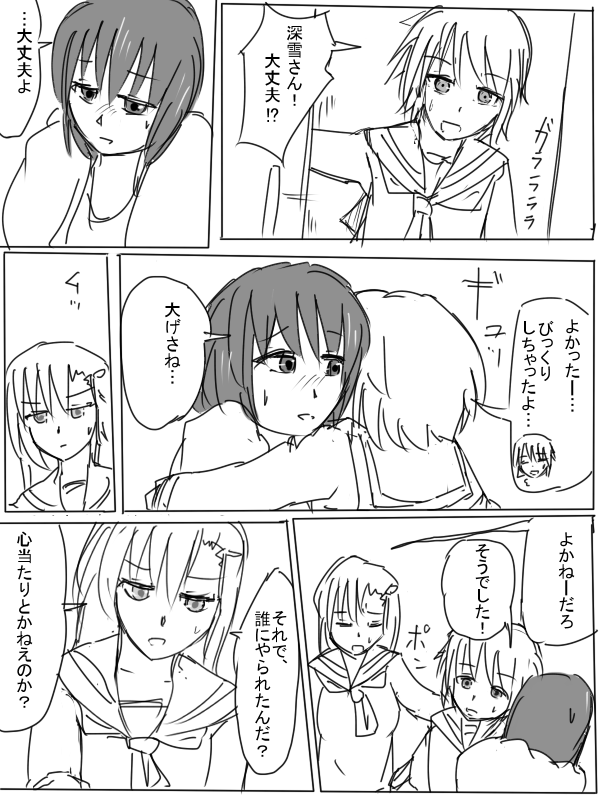 深雪さん！
大丈夫!?
ガララララ
…大丈夫よ
よかったー！…
びっくり
しちゃったよ…
ギュッ
大げさね…
よかねーだろ
そうでした！
ポン
それで、
誰にやられたんだ？
心当たりとかねえのか？